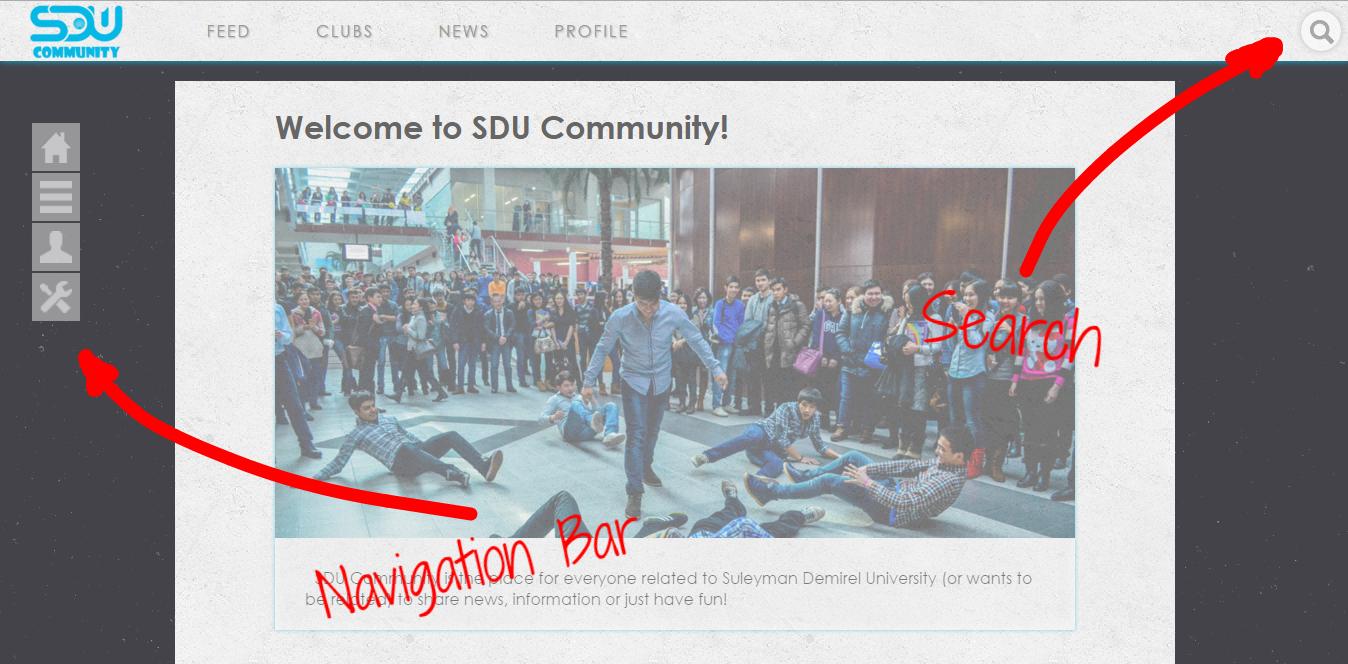 SDU
COMMUNITY
FEED CLUBS NEWS PROFILE
Welcome to SDU Community!
Search
Navigation Bar
SDU Community is the place for everyone related to Suleyman Demirel University (or wants to
be related) to share news, information or just have fun!